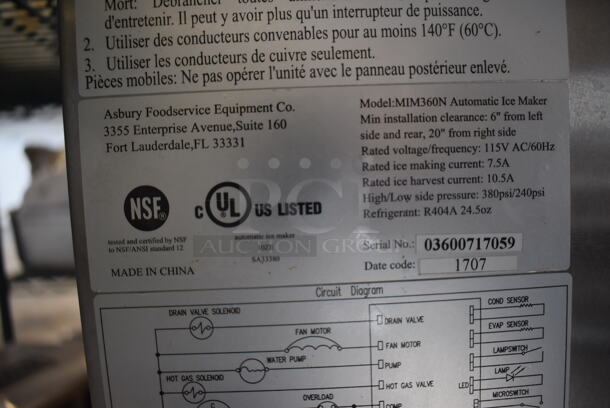 Mort: Débrancher toutes
d'entretenir. Il peut y avoir plus qu'un interrupteur de puissance.
2. Utiliser des conducteurs convenables pour au moins 140°F (60°C).
3. Utiliser les conducteurs de cuivre seulement.
Pièces mobiles: Ne pas opérer l'unité avec le panneau postérieur enlevé.
Asbury Foodservice Equipment Co.
3355 Enterprise Avenue,Suite 160
Fort Lauderdale,FL 33331
Model:MIM360N Automatic Ice Maker
Min installation clearance: 6" from left
side and rear, 20" from right side
Rated voltage/frequency: 115V AC/60Hz
Rated ice making current: 7.5A
Rated ice harvest current: 10.5A
High/Low side pressure: 380psi/240psi
Refrigerant: R404A 24.5oz
NSF®
C UL US LISTED
automatic ice maker
SA33380
tested and certified by NSF
to NSF/ANSI standard 12
MADE IN CHINA
AUCTION GROUP
Serial No.: 03600717059
Date code: 1707
Circuit Diagram
DRAIN VALVE SOLENOID
FAN MOTOR
WATER PUMP
HOT GAS SOLENOID
OVERLOAD
C
DRAIN VALVE
FAN MOTOR
PUMP
HOT GAS VALVE
COMP
COND SENSOR
EVAP SENSOR
LAMPSWITCH
LAMP
LED
MICROSWITCH